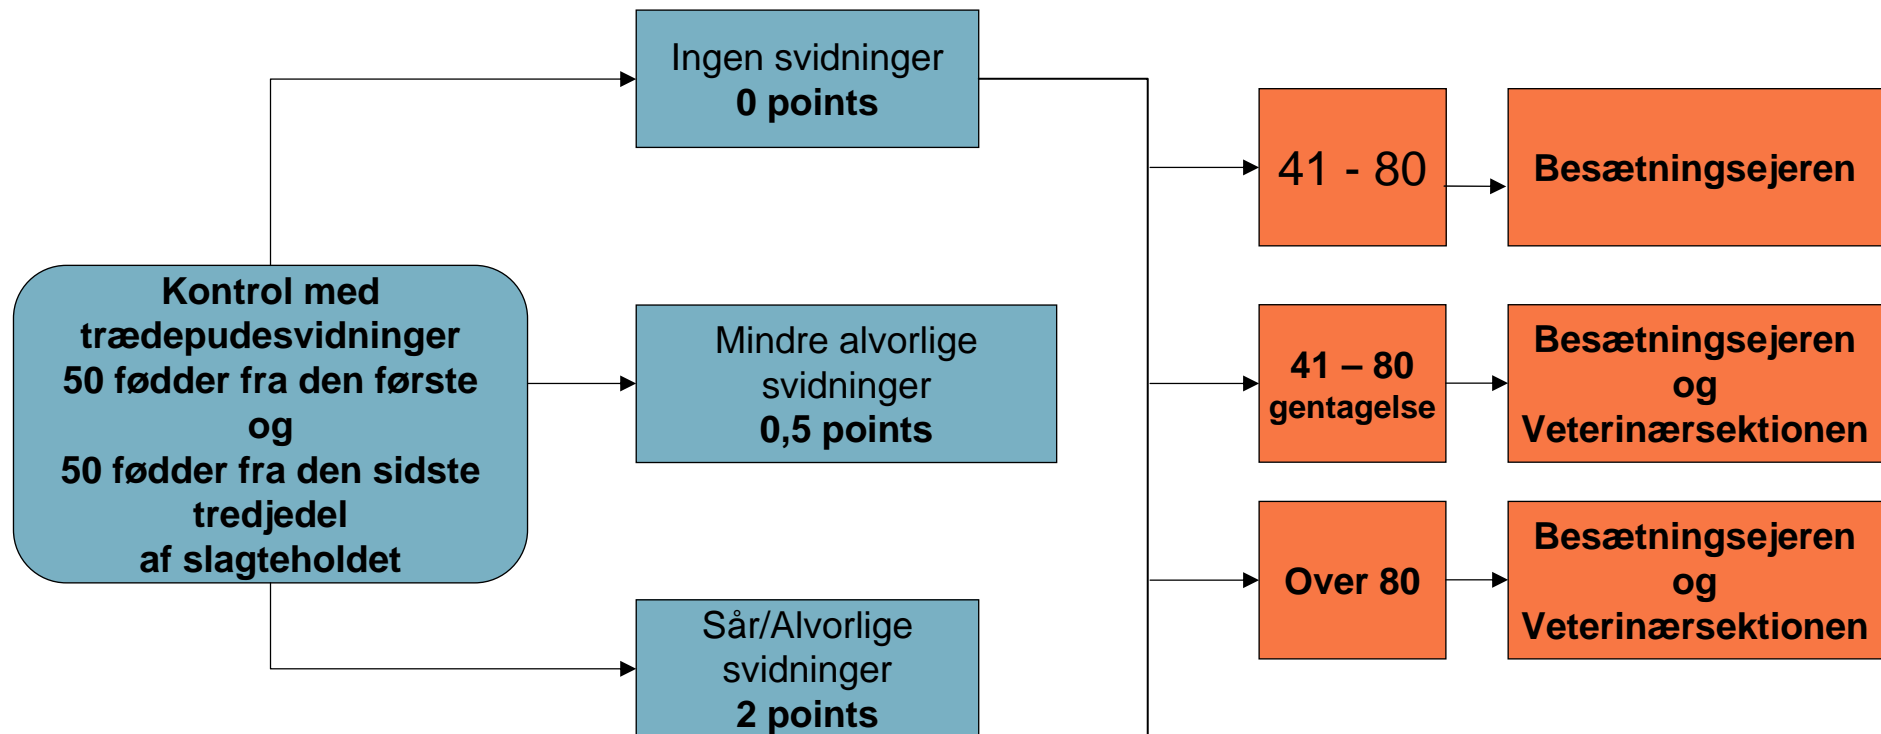 Ingen svidninger
0 points
41 - 80
Besætningsejeren
Kontrol med
trædepudesvidninger
50 fødder fra den første
og
50 fødder fra den sidste
tredjedel
af slagteholdet
Mindre alvorlige
svidninger
0,5 points
41 – 80
gentagelse
Besætningsejeren
og
Veterinærsektionen
Sår/Alvorlige
svidninger
2 points
Over 80
Besætningsejeren
og
Veterinærsektionen